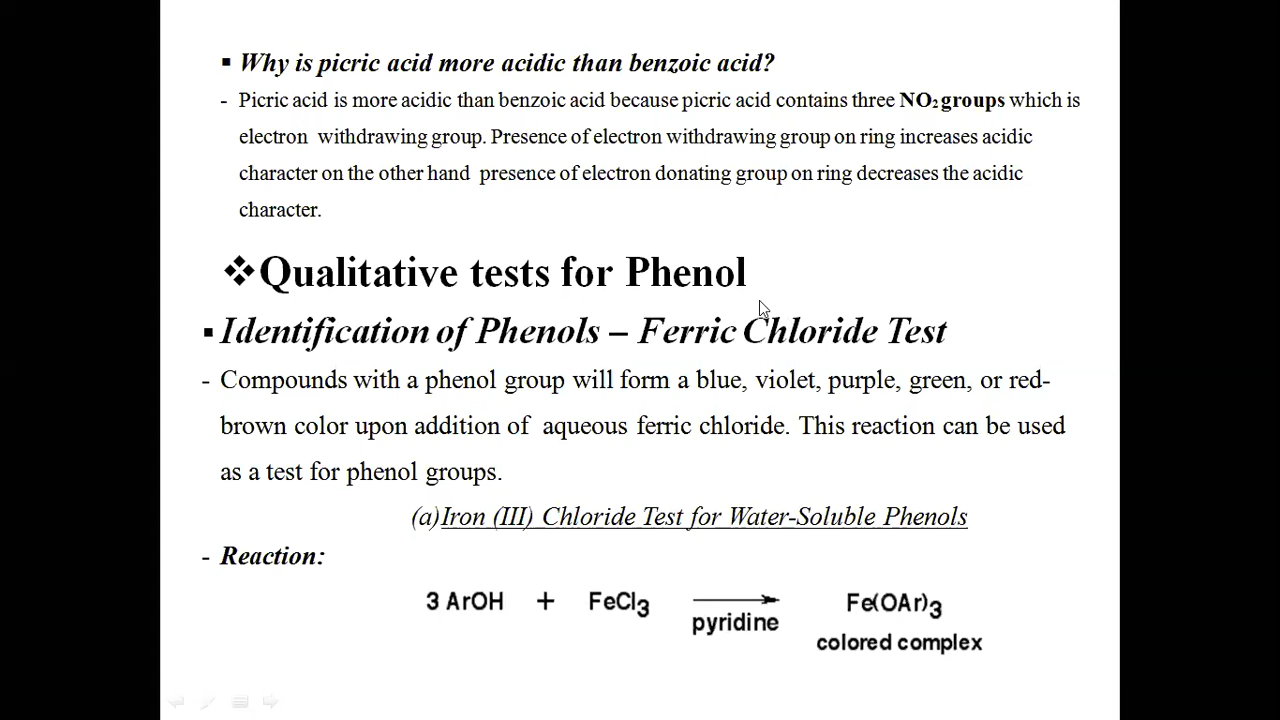 ▪ Why is picric acid more acidic than benzoic acid?
- Picric acid is more acidic than benzoic acid because picric acid contains three NO₂ groups which is
electron withdrawing group. Presence of electron withdrawing group on ring increases acidic
character on the other hand presence of electron donating group on ring decreases the acidic
character.
❖Qualitative tests for Phenol
▪ Identification of Phenols – Ferric Chloride Test
- Compounds with a phenol group will form a blue, violet, purple, green, or red-
brown color upon addition of aqueous ferric chloride. This reaction can be used
as a test for phenol groups.
(a)Iron (III) Chloride Test for Water-Soluble Phenols
- Reaction:
3 ArOH + FeCl₃ → Fe(OAr)₃
pyridine
colored complex